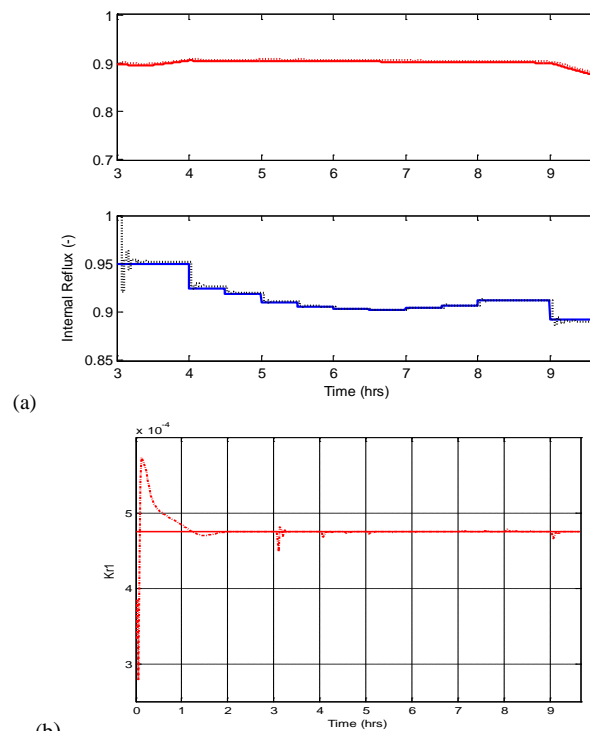 1
0.9
0.8
0.7
3 4 5 6 7 8 9
1
0.95
0.9
0.85
Internal Reflux (-)
3 4 5 6 7 8 9
Time (hrs)
(a)
x 10⁻⁴
5
4
3
Kr1
0 1 2 3 4 5 6 7 8 9
Time (hrs)
(b)